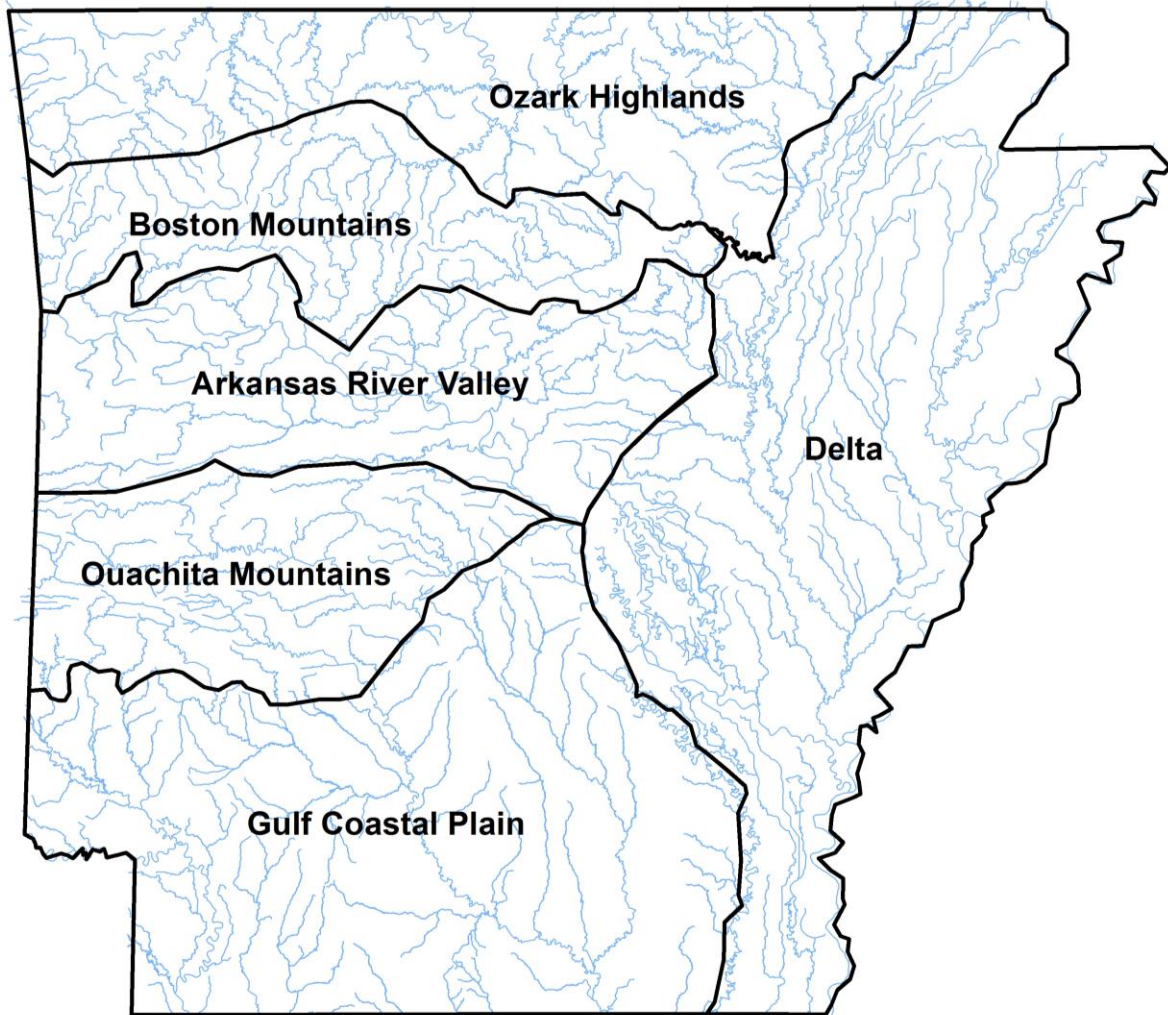 Ozark Highlands
Boston Mountains
Arkansas River Valley
Delta
Ouachita Mountains
Gulf Coastal Plain